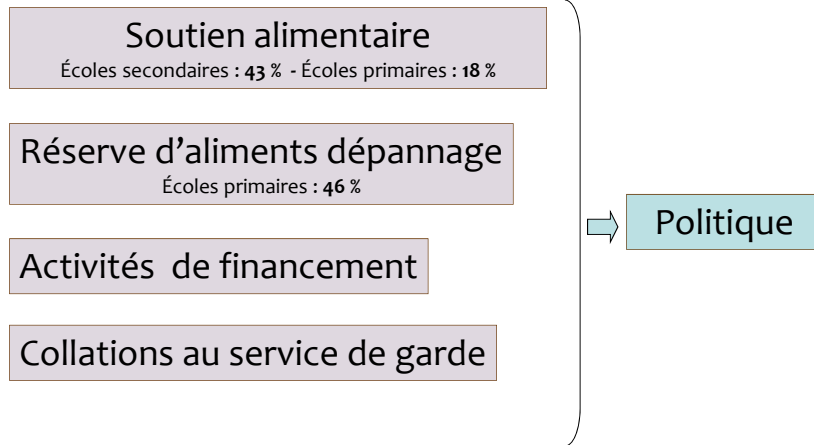 Soutien alimentaire
Écoles secondaires : 43 % - Écoles primaires : 18 %
Réserve d’aliments dépannage
Écoles primaires : 46 %
Activités de financement
Collations au service de garde
Politique